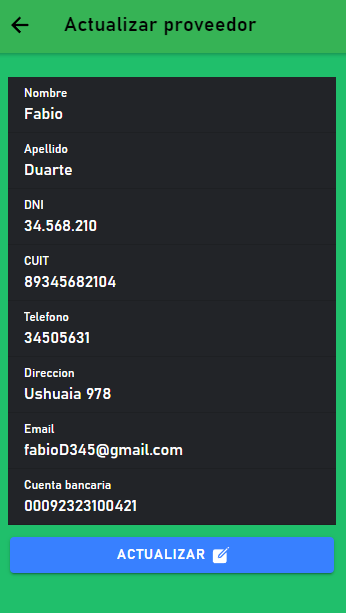 Actualizar proveedor
Nombre
Fabio
Apellido
Duarte
DNI
34.568.210
CUIT
89345682104
Telefono
34505631
Direccion
Ushuaia 978
Email
fabioD345@gmail.com
Cuenta bancaria
00092323100421
ACTUALIZAR